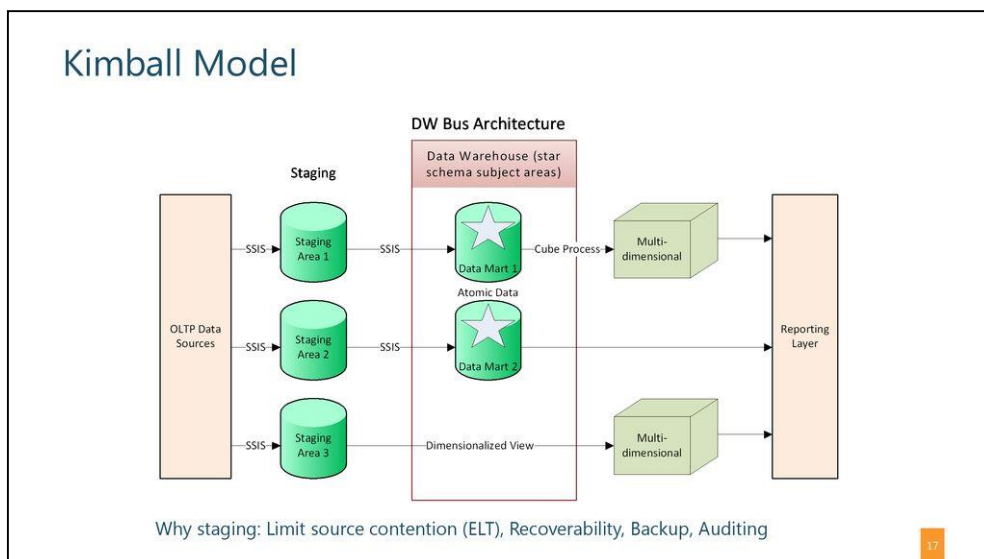 Kimball Model
DW Bus Architecture
Data Warehouse (star
schema subject areas)
Staging
OLTP Data
Sources
SSIS
Staging
Area 1
SSIS
Data Mart 1
Cube Process
Multi-
dimensional
Atomic Data
SSIS
Staging
Area 2
SSIS
Data Mart 2
Reporting
Layer
SSIS
Staging
Area 3
Dimensionalized View
Multi-
dimensional
Why staging: Limit source contention (ELT), Recoverability, Backup, Auditing
17